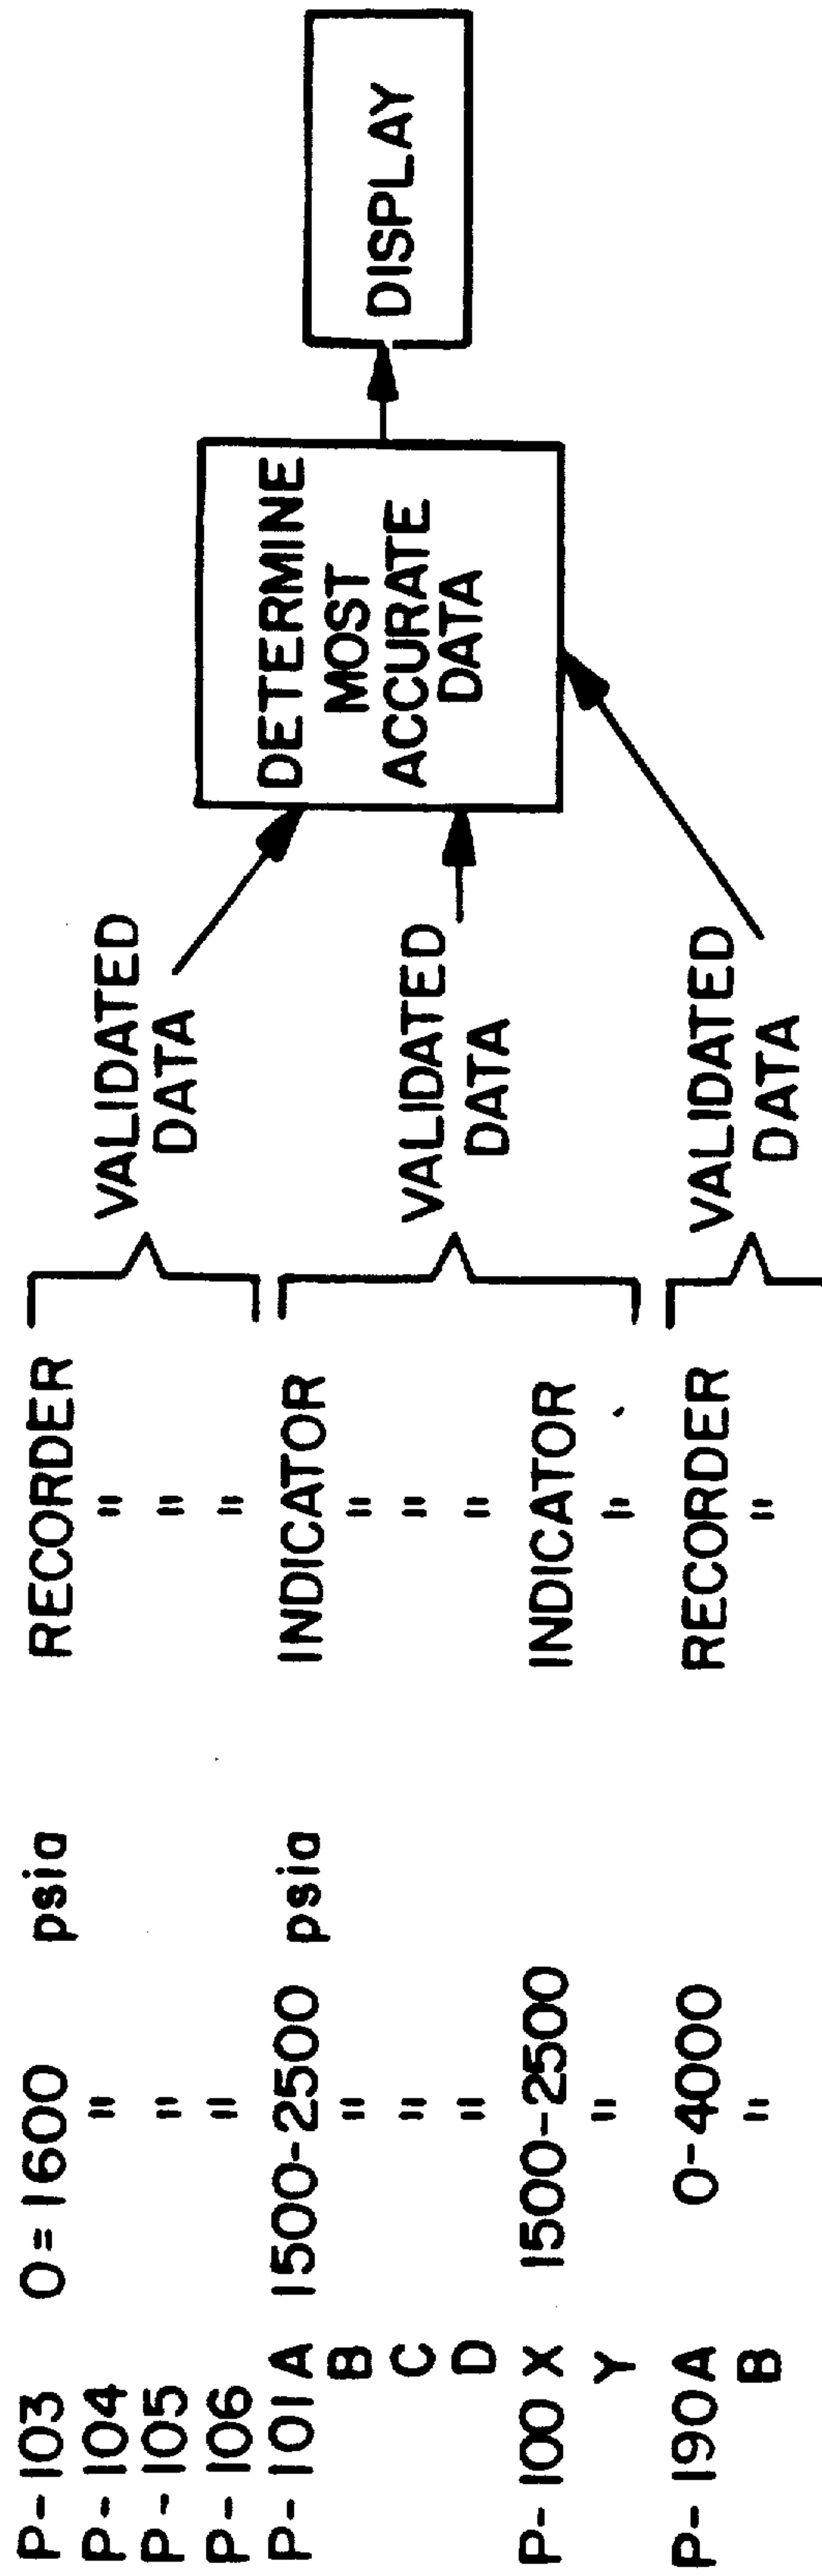 P-103 0=1600 psia RECORDER
P-104 " "
P-105 " "
P-106 " "
P-101 A 1500-2500 psia INDICATOR
B " "
C " "
D " "
P-100 X 1500-2500 INDICATOR
Y " "
P-190A 0-4000 RECORDER
B " "
VALIDATED
DATA
VALIDATED
DATA
VALIDATED
DATA
DETERMINE
MOST
ACCURATE
DATA
DISPLAY